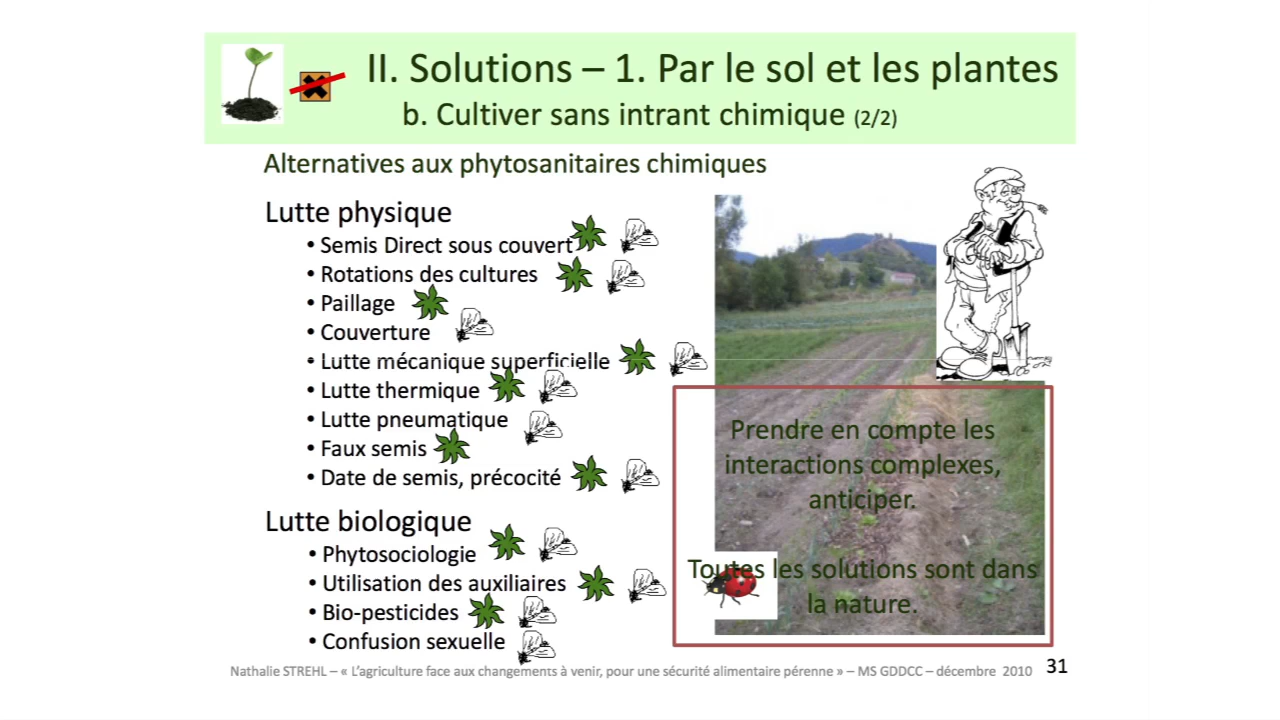 II. Solutions – 1. Par le sol et les plantes
b. Cultiver sans intrant chimique (2/2)
Alternatives aux phytosanitaires chimiques
Lutte physique
• Semis Direct sous couvert
• Rotations des cultures
• Paillage
• Couverture
• Lutte mécanique superficielle
• Lutte thermique
• Lutte pneumatique
• Faux semis
• Date de semis, précocité
Lutte biologique
• Phytosociologie
• Utilisation des auxiliaires
• Bio-pesticides
• Confusion sexuelle
Prendre en compte les
interactions complexes,
anticiper.
Toutes les solutions sont dans
la nature.
Nathalie STREHL – « L’agriculture face aux changements à venir, pour une sécurité alimentaire pérenne » – MS GDDCC – décembre 2010
31